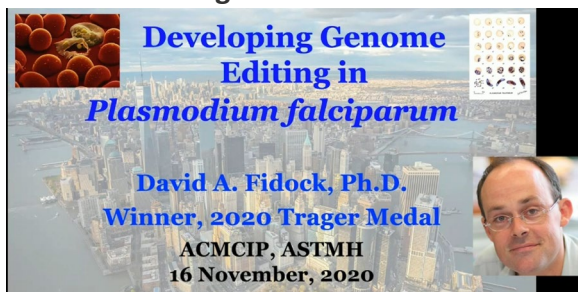 Developing Genome
Editing in
Plasmodium falciparum
David A. Fidock, Ph.D.
Winner, 2020 Trager Medal
ACMCIP, ASTMH
16 November, 2020